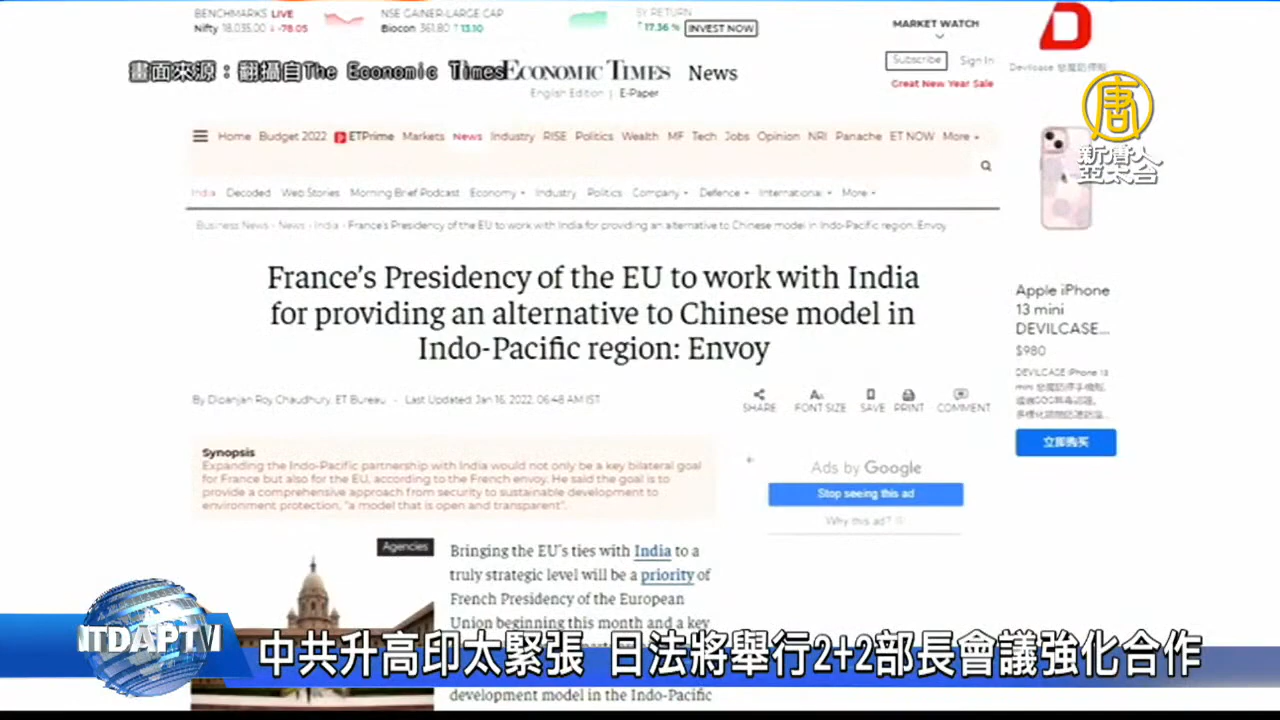 BENCHMARKS LIVE
Nifty 18,035.00 ↓ -78.05
NSE GAINER-LARGE CAP
Biocon 361.80 ↑ 13.10
5Y RETURN
↑ 17.36 % INVEST NOW
MARKET WATCH
畫面來源：翻攝自The Economic Times
ECONOMIC TIMES News
English Edition | E-Paper
Subscribe Sign In
Great New Year Sale
唐
新唐人
亞太台
Home Budget 2022 ETPrime Markets News Industry RISE Politics Wealth MF Tech Jobs Opinion NRI Panache ET NOW More
India Decoded Web Stories Morning Brief Podcast Economy Industry Politics Company Defence International More
Business News › News › India › France's Presidency of the EU to work with India for providing an alternative to Chinese model in Indo-Pacific region: Envoy
France's Presidency of the EU to work with India
for providing an alternative to Chinese model in
Indo-Pacific region: Envoy
By Dipanjan Roy Chaudhury, ET Bureau - Last Updated: Jan 16, 2022, 06:48 AM IST
SHARE FONT SIZE SAVE PRINT COMMENT
Synopsis
Expanding the Indo-Pacific partnership with India would not only be a key bilateral goal
for France but also for the EU, according to the French envoy. He said the goal is to
provide a comprehensive approach from security to sustainable development to
environment protection, "a model that is open and transparent".
Ads by Google
Stop seeing this ad
Why this ad?
Apple iPhone
13 mini
DEVILCASE...
$980
DEVILCASE iPhone 13
立即购买
Agencies
Bringing the EU's ties with India to a
truly strategic level will be a priority of
French Presidency of the European
Union beginning this month and a key
development model in the Indo-Pacific
NTDAPTV
中共升高印太緊張 日法將舉行2+2部長會議強化合作